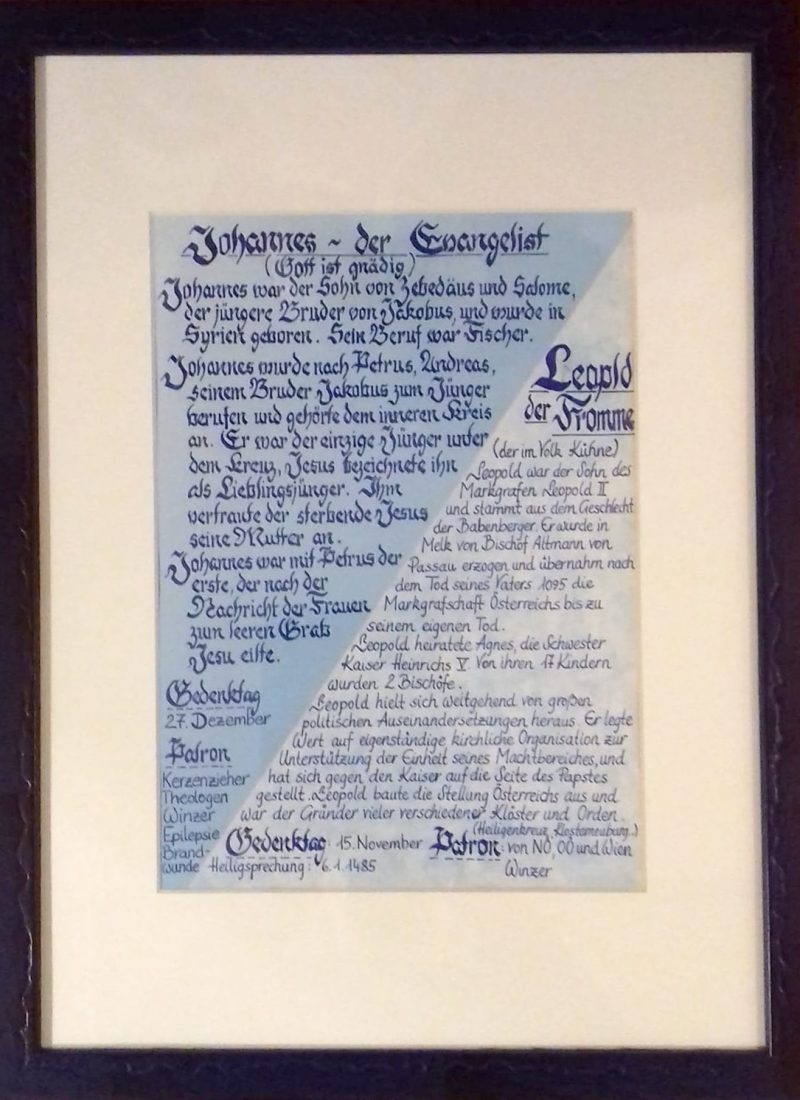 Johannes ~ der Evangelist
(Gott ist gnädig)
Johannes war der Sohn von Zebedäus und Salome,
der jüngere Bruder von Jakobus, und wurde in
Syrien geboren. Sein Beruf war Fischer.
Johannes wurde nach Petrus, Andreas,
seinem Bruder Jakobus zum Jünger
berufen und gehörte dem inneren Kreis
an. Er war der einzige Jünger unter
dem Kreuz, Jesus bezeichnete ihn
als Lieblingsjünger. Ihm
vertraute der sterbende Jesus
seine Mutter an.
Johannes war mit Petrus der
erste, der nach der
Nachricht der Frauen
zum leeren Grab
Jesu eilte.
Gedenktag
27. Dezember
Patron
Kerzenzieher
Theologen
Winzer
Epilepsie
Brand-
wunde
Leopold
der Fromme
(der im Volk Kühne)
Leopold war der Sohn des
Markgrafen Leopold II
und stammt aus dem Geschlecht
der Babenberger. Er wurde in
Melk von Bischof Altmann von
Passau erzogen und übernahm nach
dem Tod seines Vaters 1095 die
Markgrafschaft Österreichs bis zu
seinem eigenen Tod.
Leopold heiratete Agnes, die Schwester
Kaiser Heinrichs V. Von ihren 17 Kindern
wurden 2 Bischöfe.
Leopold hielt sich weitgehend von großen
politischen Auseinandersetzungen heraus. Er legte
Wert auf eigenständige kirchliche Organisation zur
Unterstützung der Einheit seines Machtbereiches, und
hat sich gegen den Kaiser auf die Seite des Papstes
gestellt. Leopold baute die Stellung Österreichs aus und
war der Gründer vieler verschiedener Klöster und Orden.
(Heiligenkreuz, Klosterneuburg..)
Gedenktag: 15. November
Heiligsprechung: 6.1.1485
Patron: von NÖ, OÖ und Wien
Winzer